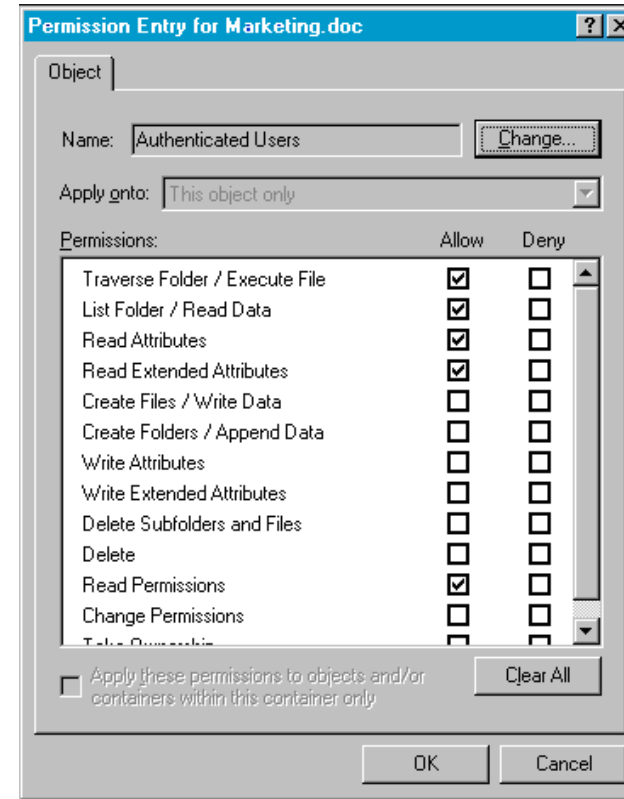 Permission Entry for Marketing.doc
Object
Name: Authenticated Users Change...
Apply onto: This object only
Permissions: Allow Deny
Traverse Folder / Execute File
List Folder / Read Data
Read Attributes
Read Extended Attributes
Create Files / Write Data
Create Folders / Append Data
Write Attributes
Write Extended Attributes
Delete Subfolders and Files
Delete
Read Permissions
Change Permissions
Take Ownership
Apply these permissions to objects and/or
containers within this container only
Clear All
OK Cancel